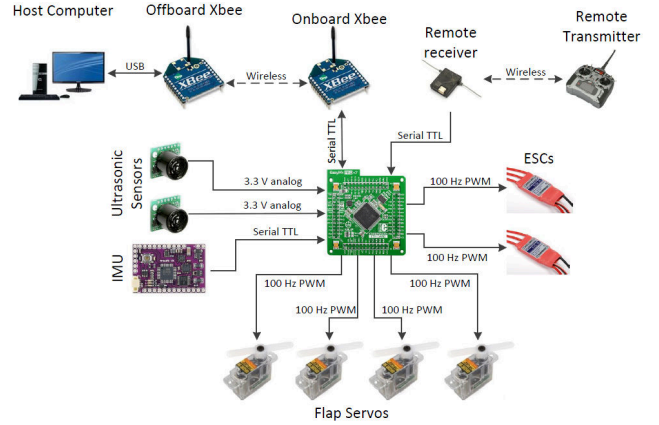 Host Computer
Offboard Xbee
Onboard Xbee
Remote
receiver
Remote
Transmitter
USB
Wireless
Wireless
XBee
XBee
Serial TTL
Serial TTL
Ultrasonic
Sensors
3.3 V analog
3.3 V analog
IMU
Serial TTL
ESCs
100 Hz PWM
100 Hz PWM
100 Hz PWM
100 Hz PWM
100 Hz PWM
100 Hz PWM
Flap Servos